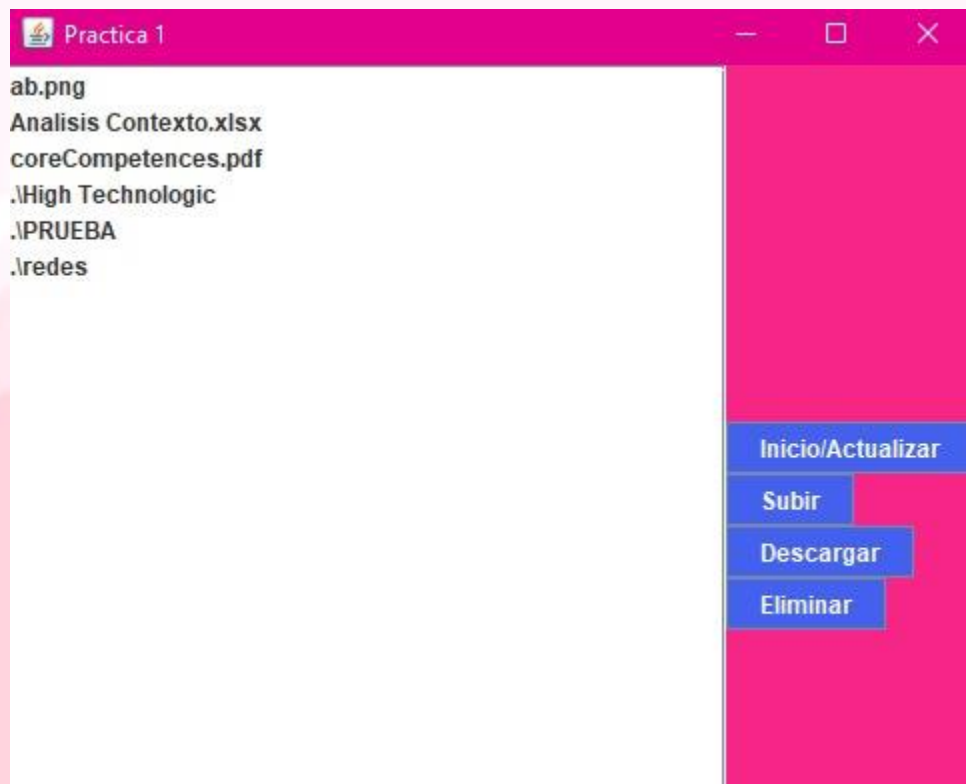 Practica 1
ab.png
Analisis Contexto.xlsx
coreCompetences.pdf
.\High Technologic
.\PRUEBA
.\redes
Inicio/Actualizar
Subir
Descargar
Eliminar